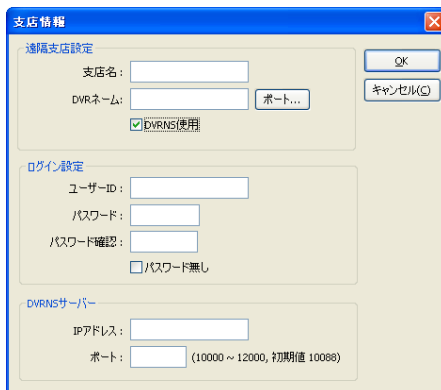 支店情報
遠隔支店設定
支店名：
DVRネーム：
ポート...
DVRNS使用
OK
キャンセル(C)
ログイン設定
ユーザーID：
パスワード：
パスワード確認：
パスワード無し
DVRNSサーバー
IPアドレス：
ポート：
(10000 ~ 12000, 初期値 10088)